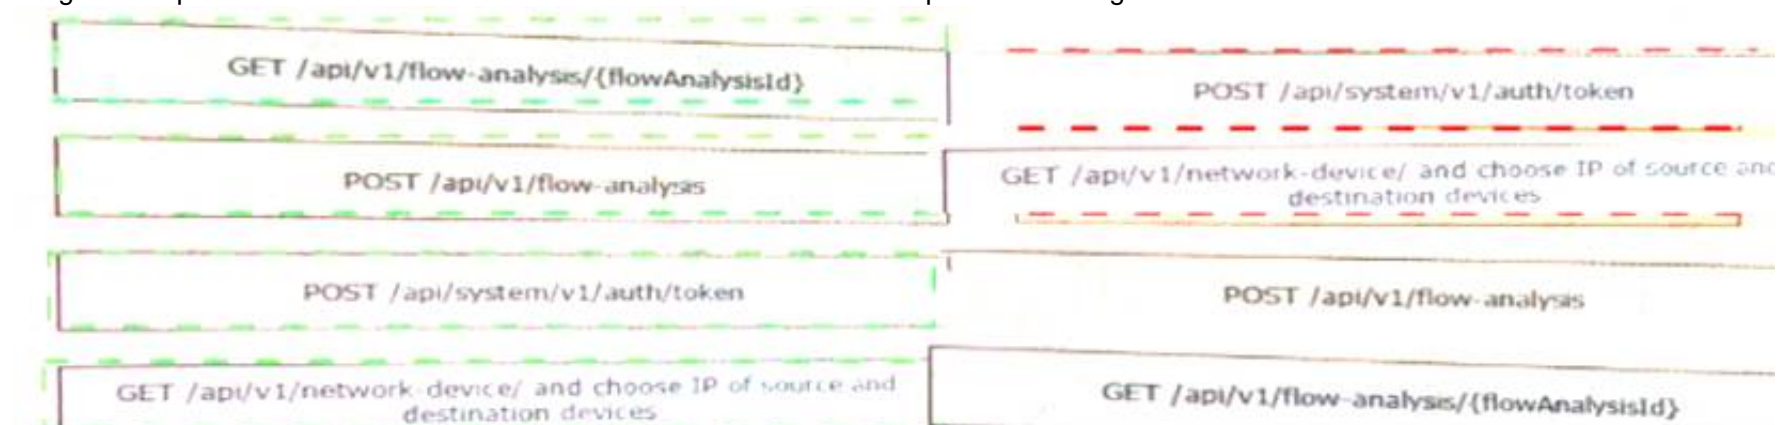 GET /api/v1/flow-analysis/{flowAnalysisId}
POST /api/v1/flow-analysis
POST /api/system/v1/auth/token
GET /api/v1/network-device/ and choose IP of source and
destination devices
POST /api/system/v1/auth/token
GET /api/v1/network-device/ and choose IP of source and
destination devices
POST /api/v1/flow-analysis
GET /api/v1/flow-analysis/{flowAnalysisId}